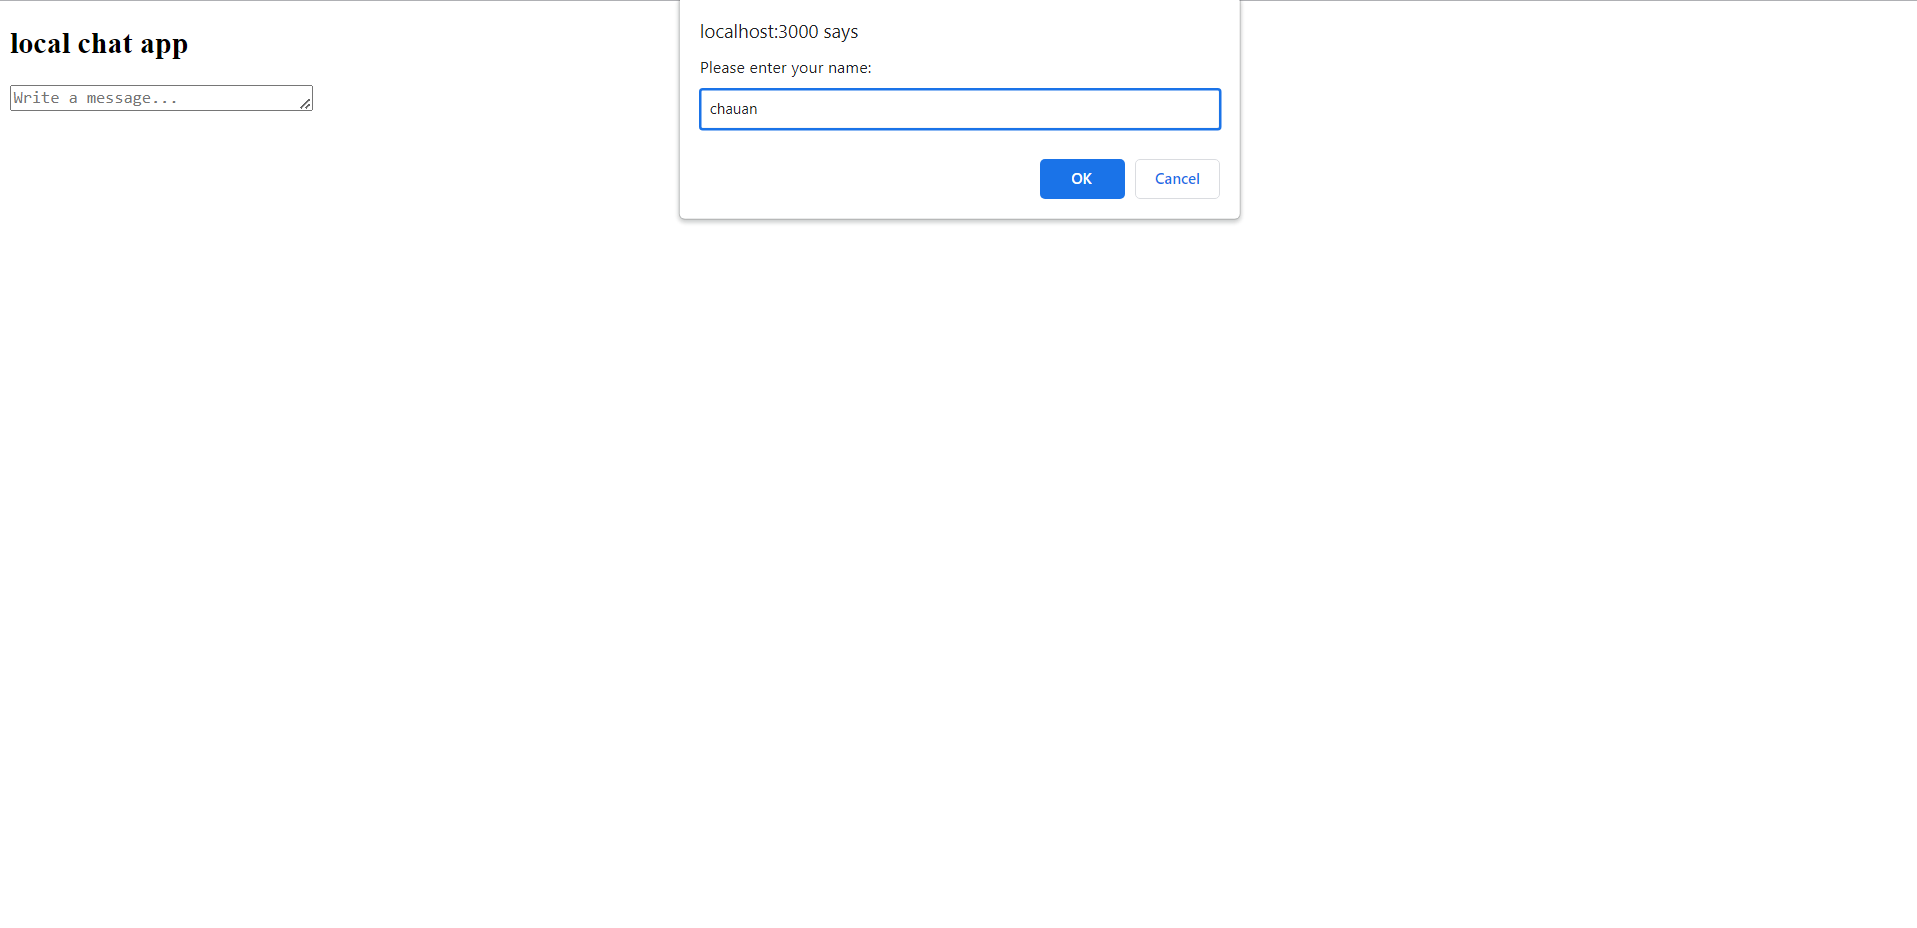 local chat app
Write a message...
localhost:3000 says
Please enter your name:
chauan
OK
Cancel